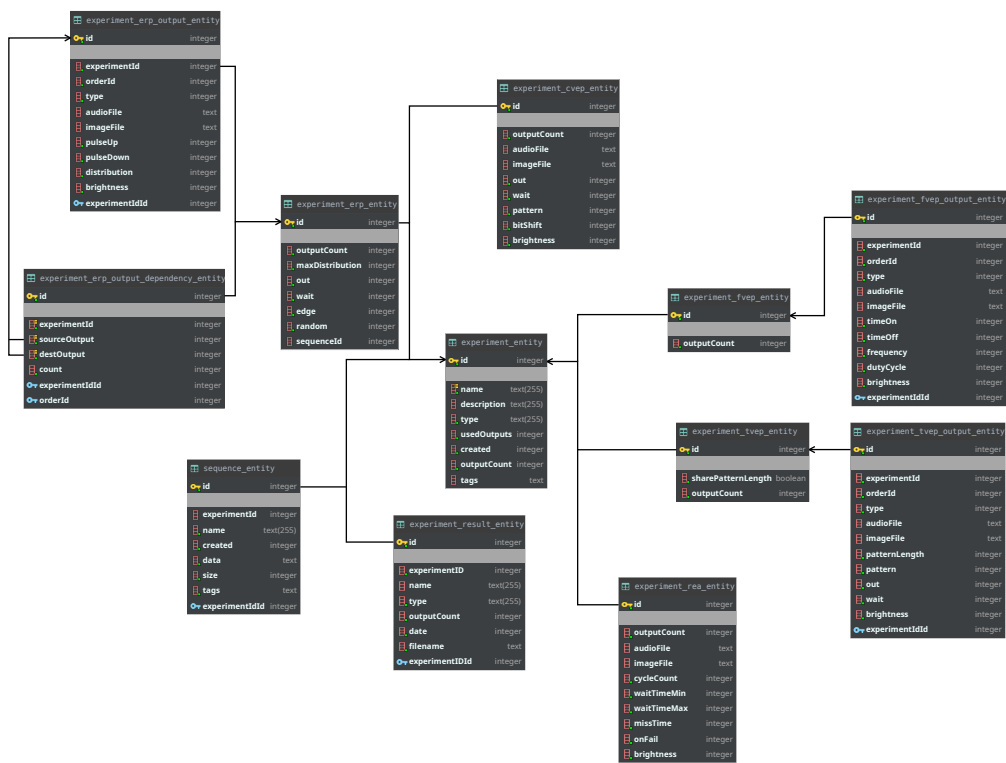 experiment_erp_output_entity
id integer
experimentId integer
orderId integer
type integer
audioFile text
imageFile text
pulseUp integer
pulseDown integer
distribution integer
brightness integer
experimentIdId integer
experiment_cvep_entity
id integer
outputCount integer
audioFile text
imageFile text
out integer
wait integer
pattern integer
bitShift integer
brightness integer
experiment_erp_entity
id integer
outputCount integer
maxDistribution integer
out integer
wait integer
edge integer
random integer
sequenceId integer
experiment_fvep_output_entity
id integer
experimentId integer
orderId integer
type integer
audioFile text
imageFile text
timeOn integer
timeOff integer
frequency integer
dutyCycle integer
brightness integer
experimentIdId integer
experiment_erp_output_dependency_entity
id integer
experimentId integer
sourceOutput integer
destOutput integer
count integer
experimentIdId integer
orderId integer
experiment_fvep_entity
id integer
outputCount integer
experiment_entity
id integer
name text(255)
description text(255)
type text(255)
usedOutputs integer
created integer
outputCount integer
tags text
experiment_tvep_entity
id integer
sharePatternLength boolean
outputCount integer
experiment_tvep_output_entity
id integer
experimentId integer
orderId integer
type integer
audioFile text
imageFile text
patternLength integer
pattern integer
out integer
wait integer
brightness integer
experimentIdId integer
sequence_entity
id integer
experimentId integer
name text(255)
created integer
data text
size integer
tags text
experimentIdId integer
experiment_result_entity
id integer
experimentID integer
name text(255)
type text(255)
outputCount integer
date integer
filename text
experimentIDId integer
experiment_rea_entity
id integer
outputCount integer
audioFile text
imageFile text
cycleCount integer
waitTimeMin integer
waitTimeMax integer
missTime integer
onFail integer
brightness integer